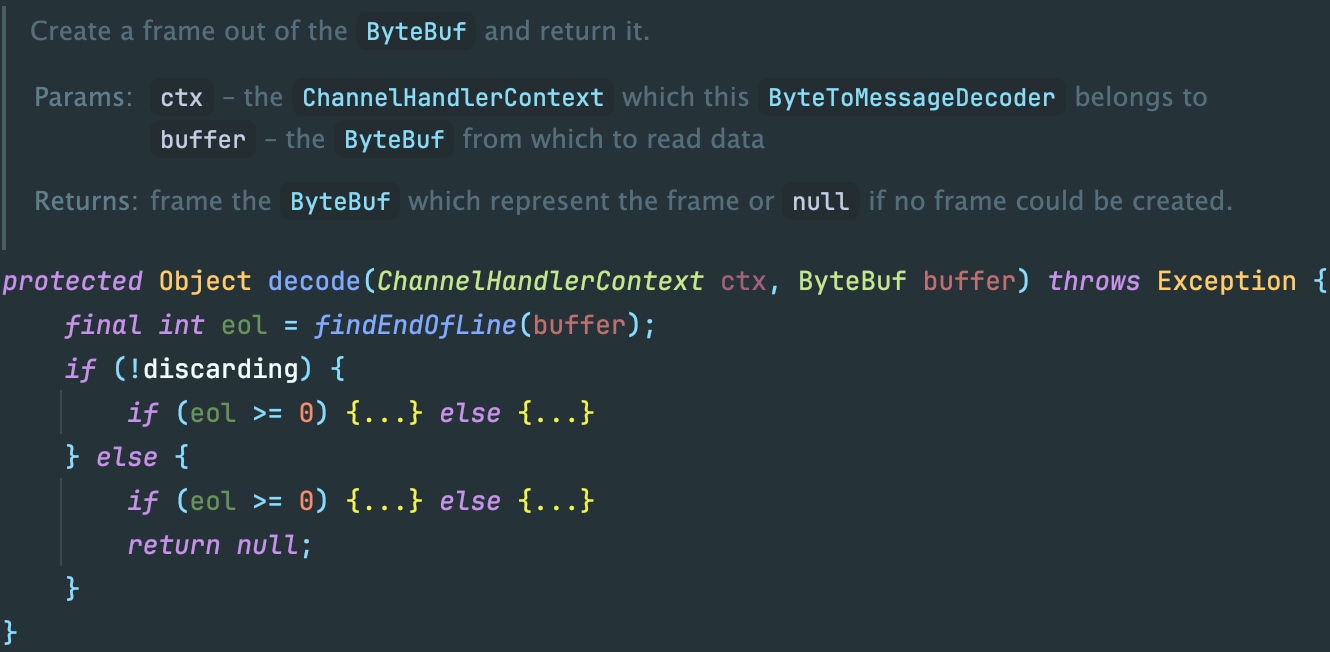 Create a frame out of the ByteBuf and return it.
Params: ctx – the ChannelHandlerContext which this ByteToMessageDecoder belongs to
buffer – the ByteBuf from which to read data
Returns: frame the ByteBuf which represent the frame or null if no frame could be created.
protected Object decode(ChannelHandlerContext ctx, ByteBuf buffer) throws Exception {
    final int eol = findEndOfLine(buffer);
    if (!discarding) {
        if (eol >= 0) {...} else {...}
    } else {
        if (eol >= 0) {...} else {...}
        return null;
    }
}